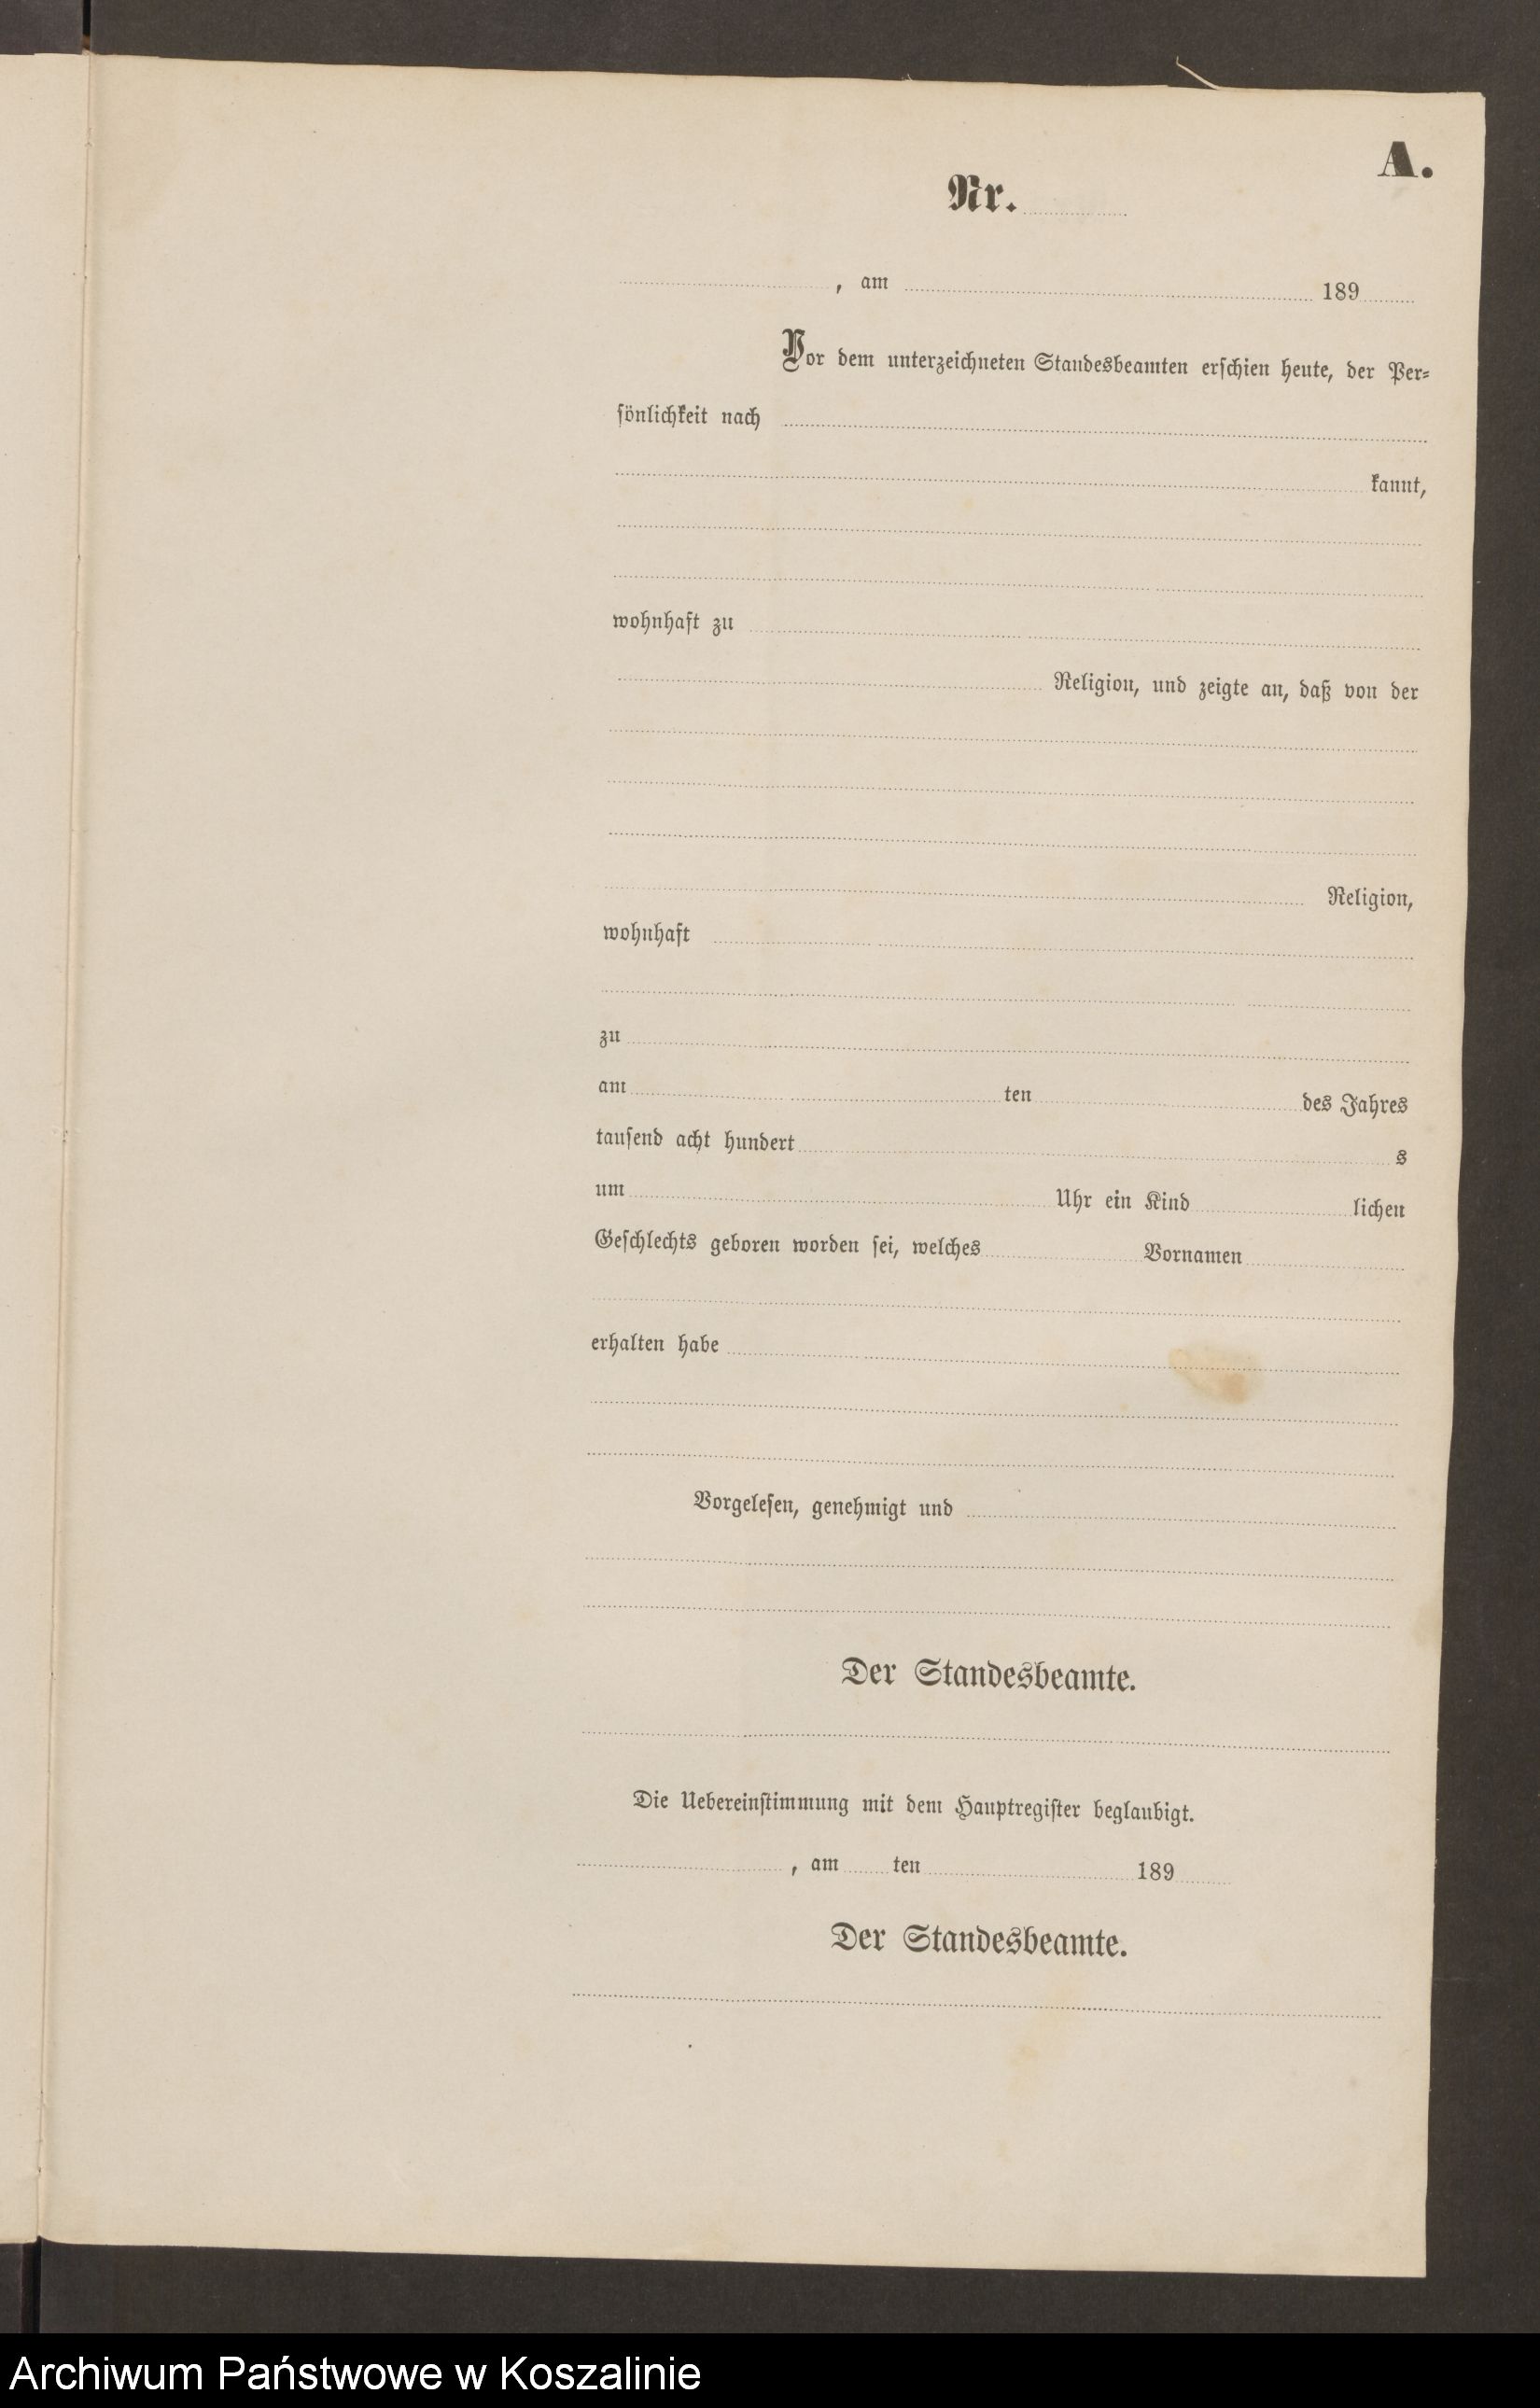 A.
Nr.
, am 189
Vor dem unterzeichneten Standesbeamten erschien heute, der Per-
sönlichkeit nach
kannt,
wohnhaft zu
Religion, und zeigte an, daß von der
Religion,
wohnhaft
zu
am ten des Jahres
tausend acht hundert s
um Uhr ein Kind lichen
Geschlechts geboren worden sei, welches Vornamen
erhalten habe
Vorgelesen, genehmigt und
Der Standesbeamte.
Die Uebereinstimmung mit dem Hauptregister beglaubigt.
, am ten 189
Der Standesbeamte.
Archiwum Państwowe w Koszalinie